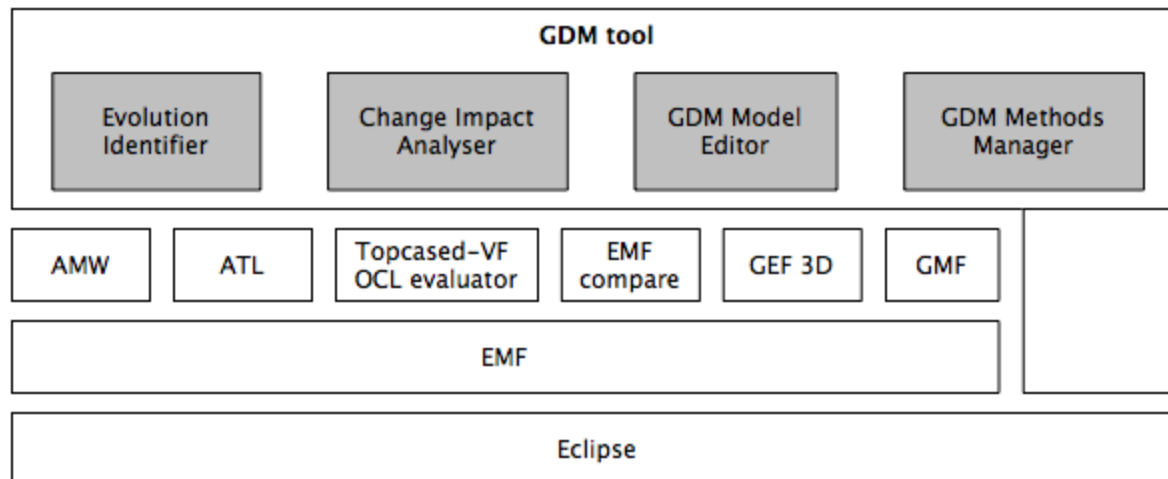 GDM tool
Evolution
Identifier
Change Impact
Analyser
GDM Model
Editor
GDM Methods
Manager
AMW
ATL
Topcased-VF
OCL evaluator
EMF
compare
GEF 3D
GMF
EMF
Eclipse